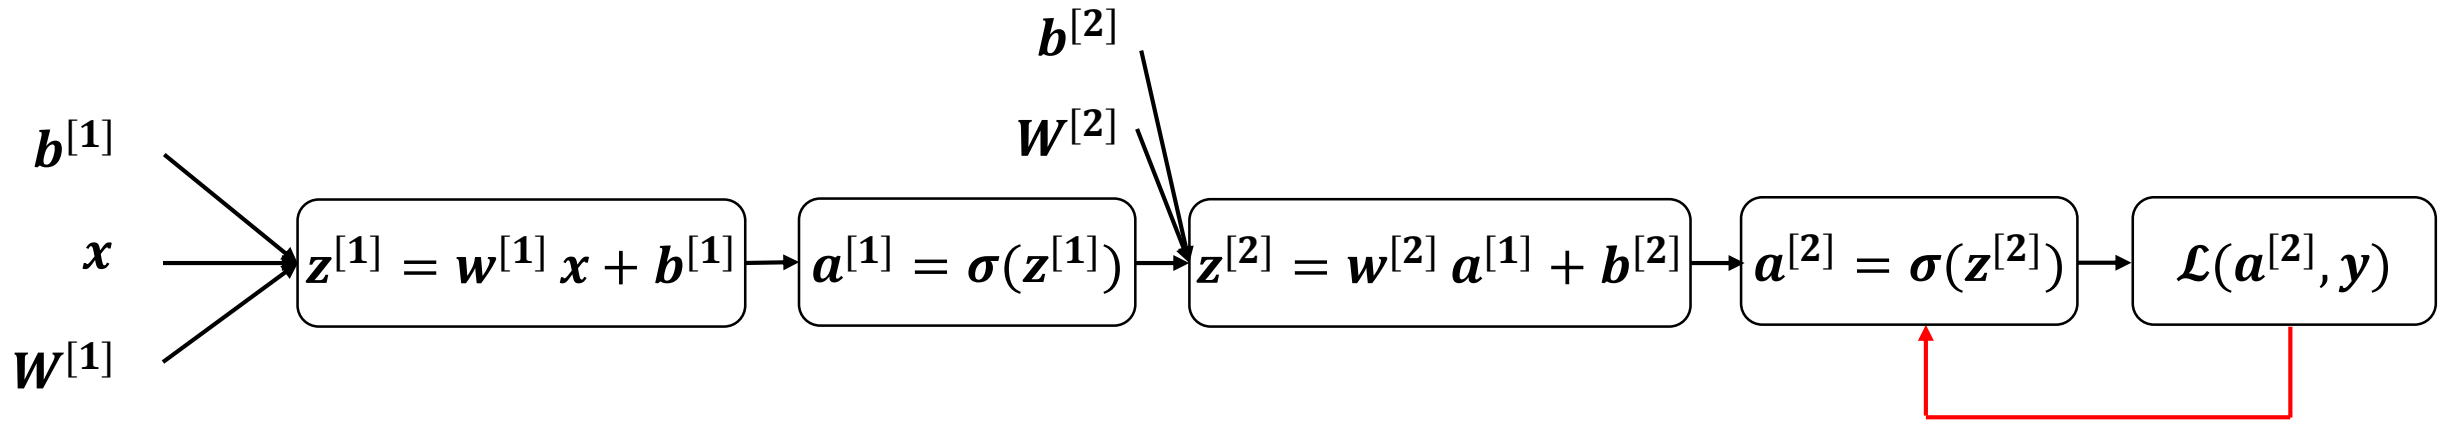 b^[2]
W^[2]
b^[1]
x
W^[1]
z^[1] = w^[1] x + b^[1]
a^[1] = σ(z^[1])
z^[2] = w^[2] a^[1] + b^[2]
a^[2] = σ(z^[2])
ℒ(a^[2], y)